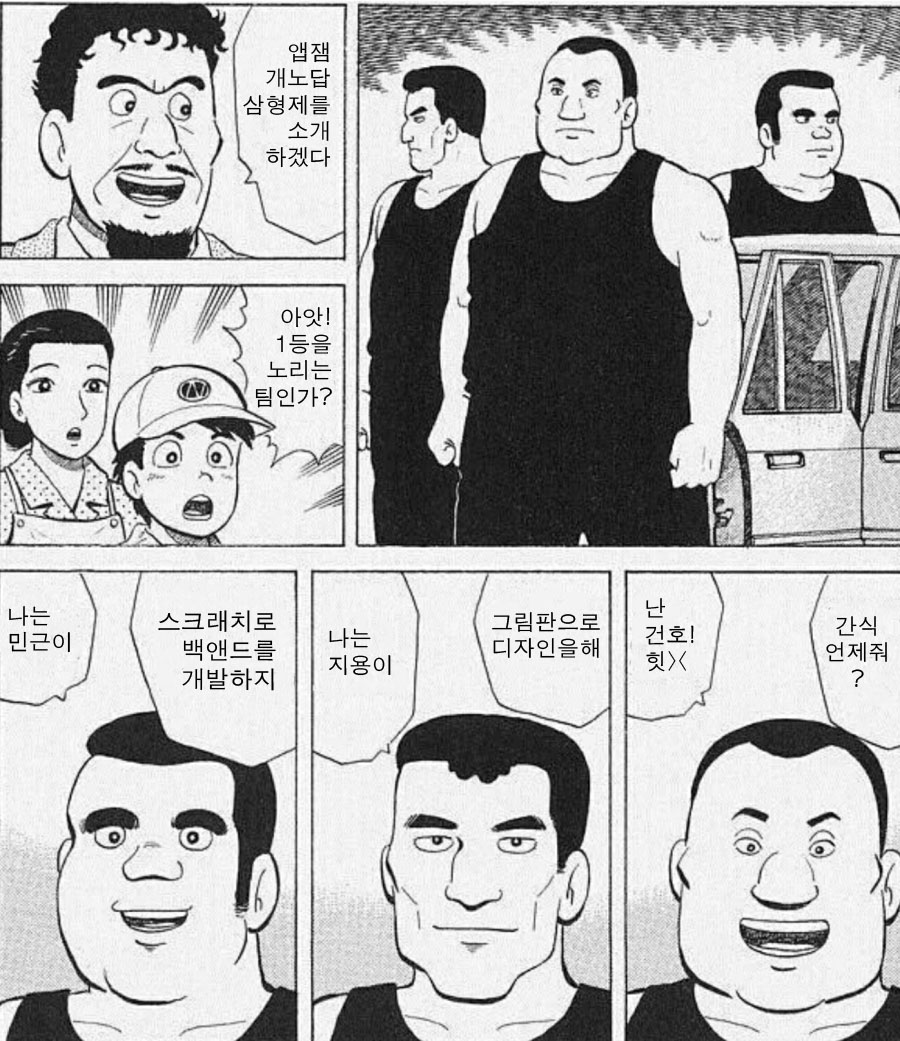 앱잼
개노답
삼형제를
소개
하겠다
아앗!
1등을
노리는
팀인가?
나는
민근이
스크래치로
백앤드를
개발하지
나는
지용이
그림판으로
디자인을해
난
건호!
힛〉〈
간식
언제줘
?